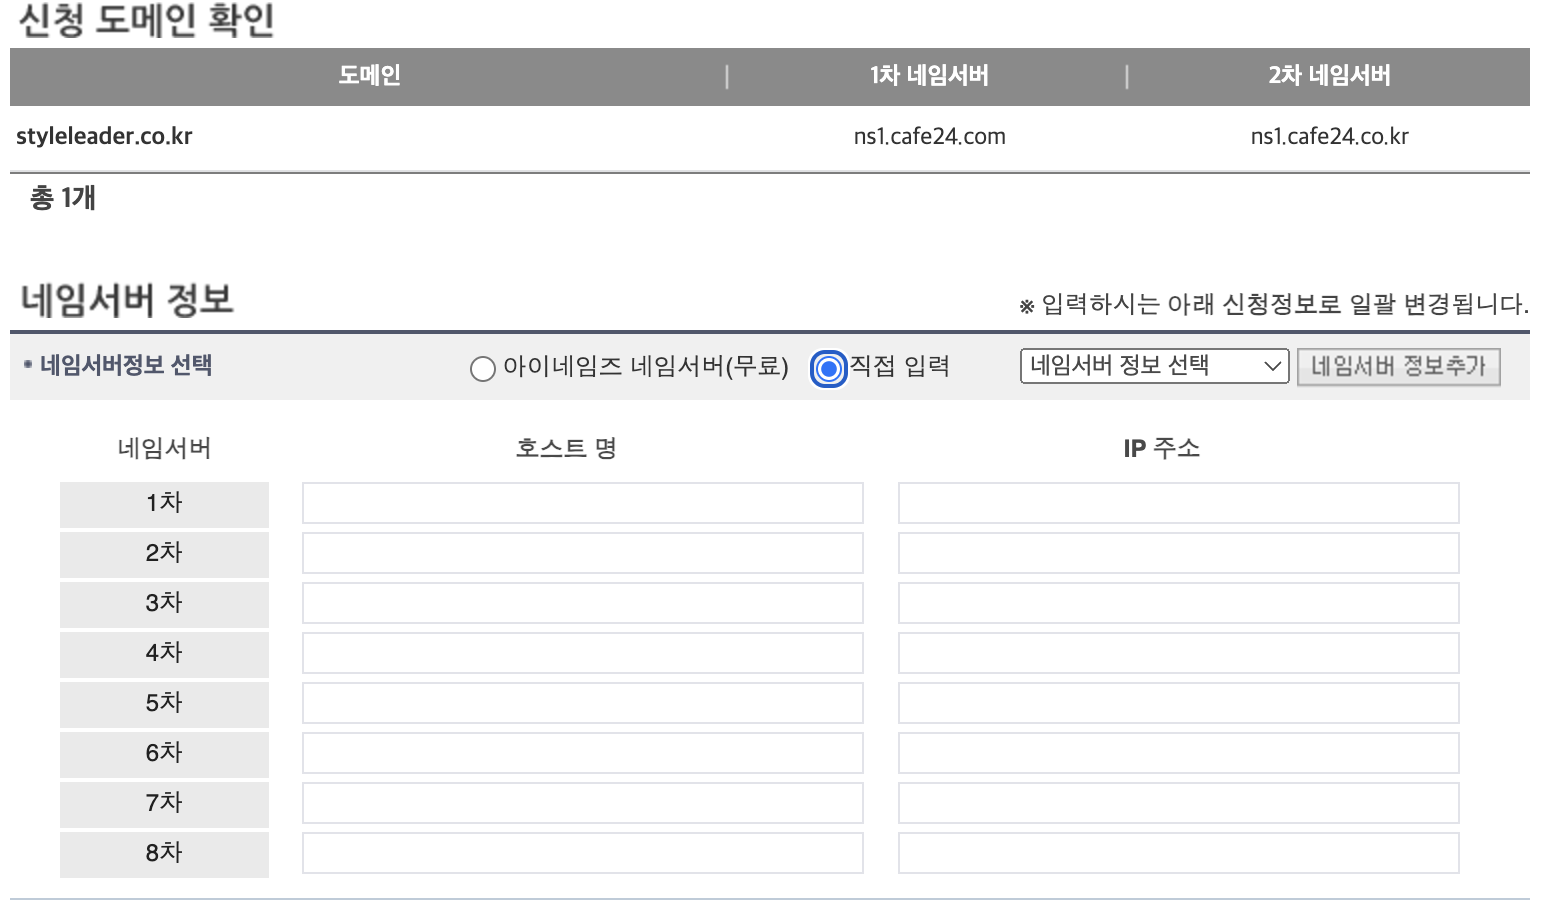 신청 도메인 확인
도메인 | 1차 네임서버 | 2차 네임서버
styleleader.co.kr ns1.cafe24.com ns1.cafe24.co.kr
총 1개
네임서버 정보
※ 입력하시는 아래 신청정보로 일괄 변경됩니다.
• 네임서버정보 선택 아이네임즈 네임서버(무료) 직접 입력 네임서버 정보 선택 네임서버 정보추가
네임서버 호스트 명 IP 주소
1차
2차
3차
4차
5차
6차
7차
8차